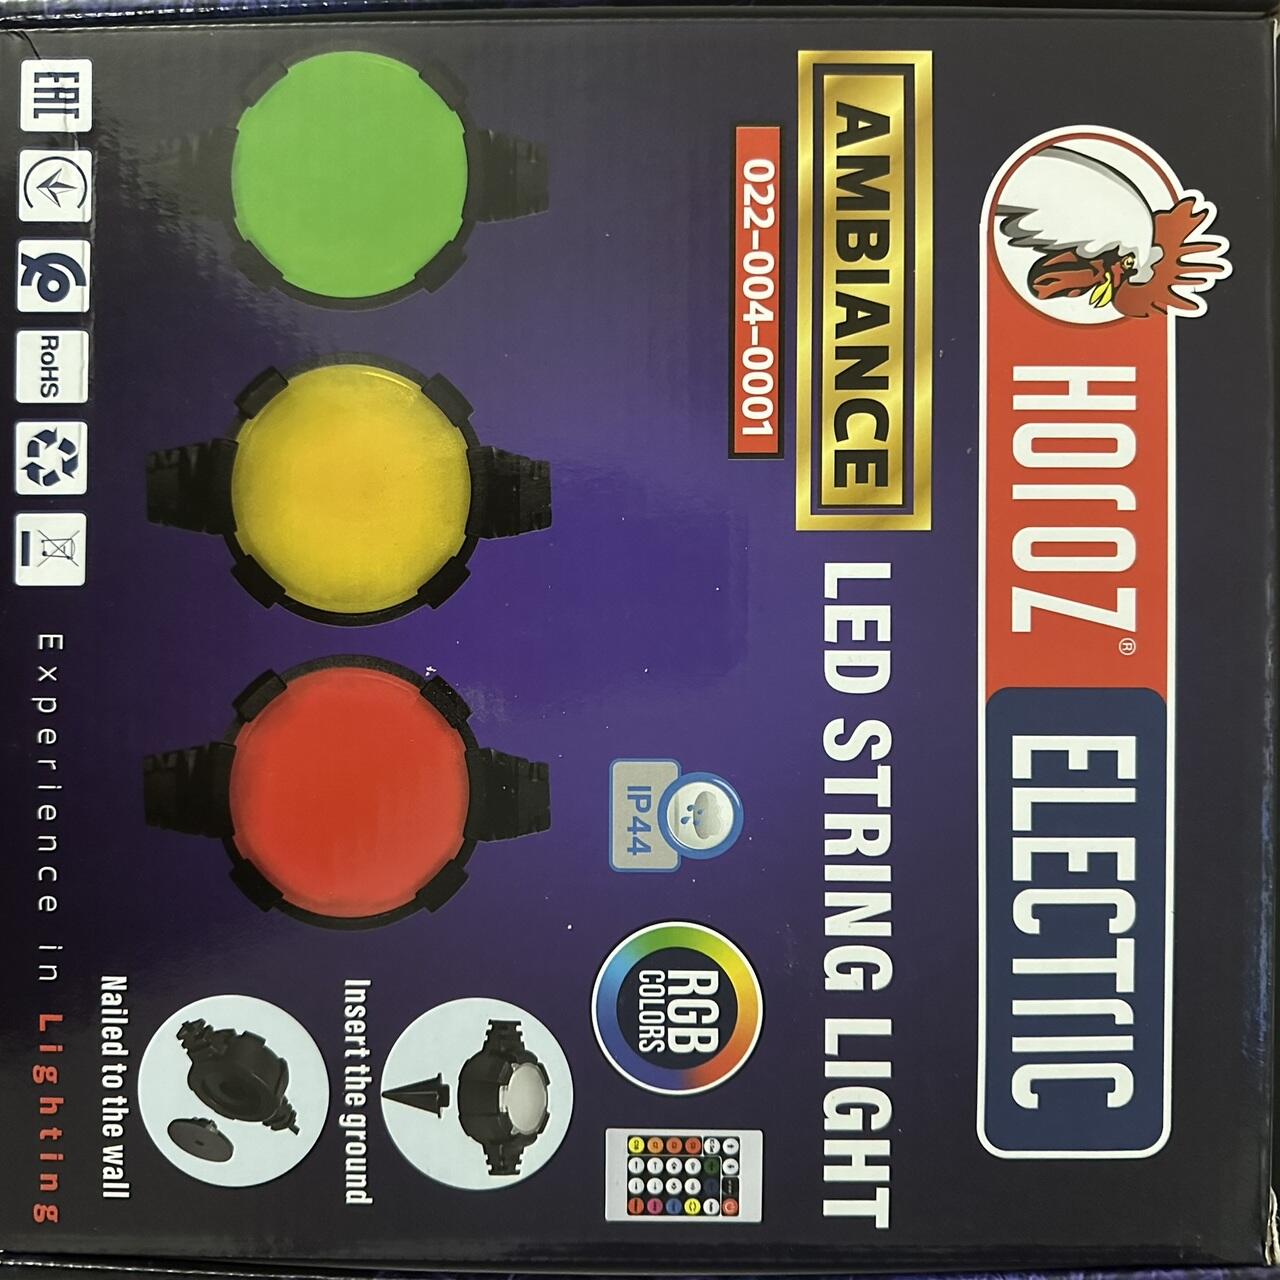 HOROZ® ELECTRIC
AMBIANCE LED STRING LIGHT
022-004-0001
IP44
RGB
COLORS
Insert the ground
Nailed to the wall
EAC
RoHS
Experience in Lighting